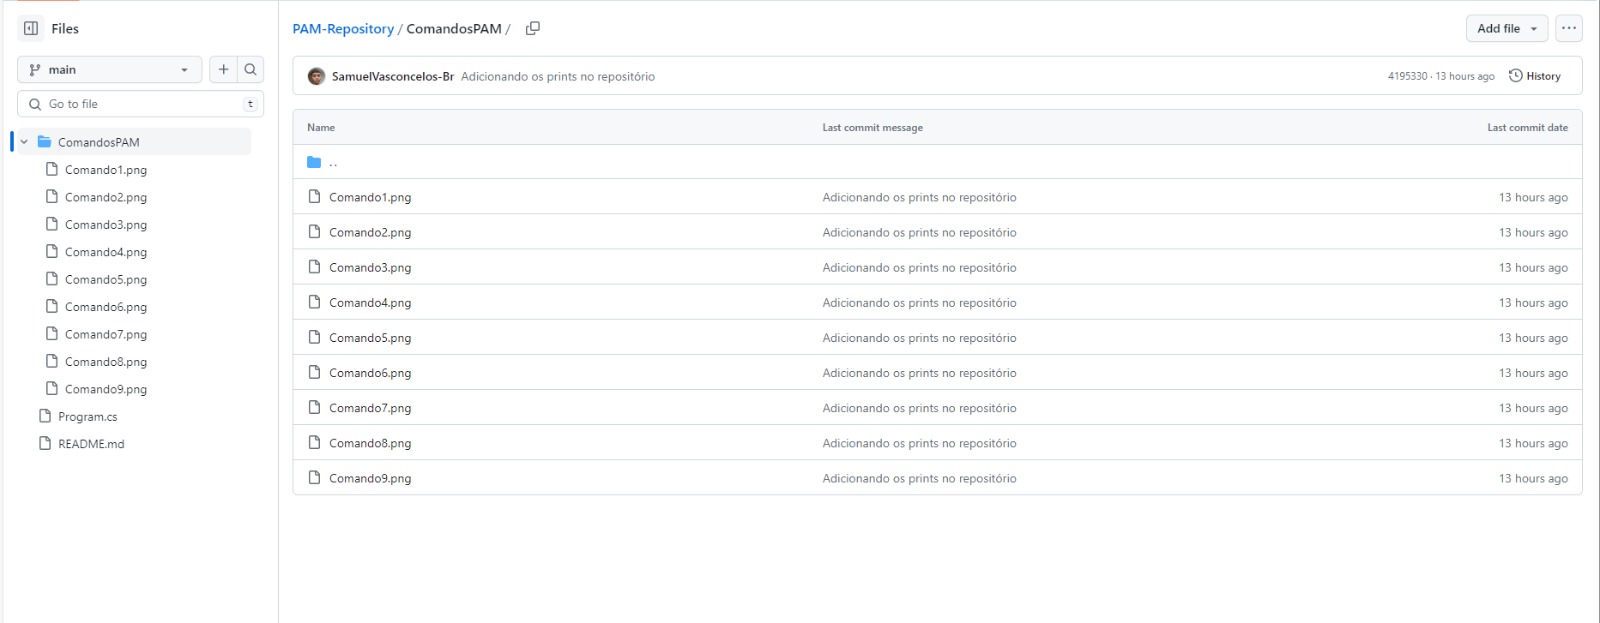 Files
main
Go to file
t
ComandosPAM
Comando1.png
Comando2.png
Comando3.png
Comando4.png
Comando5.png
Comando6.png
Comando7.png
Comando8.png
Comando9.png
Program.cs
README.md
PAM-Repository / ComandosPAM /
Add file
SamuelVasconcelos-Br Adicionando os prints no repositório 4195330 · 13 hours ago History
Name Last commit message Last commit date
..
Comando1.png Adicionando os prints no repositório 13 hours ago
Comando2.png Adicionando os prints no repositório 13 hours ago
Comando3.png Adicionando os prints no repositório 13 hours ago
Comando4.png Adicionando os prints no repositório 13 hours ago
Comando5.png Adicionando os prints no repositório 13 hours ago
Comando6.png Adicionando os prints no repositório 13 hours ago
Comando7.png Adicionando os prints no repositório 13 hours ago
Comando8.png Adicionando os prints no repositório 13 hours ago
Comando9.png Adicionando os prints no repositório 13 hours ago